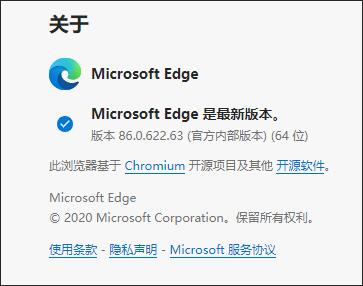 关于
Microsoft Edge
Microsoft Edge 是最新版本。
版本 86.0.622.63 (官方内部版本) (64 位)
此浏览器基于 Chromium 开源项目及其他 开源软件。
Microsoft Edge
© 2020 Microsoft Corporation。保留所有权利。
使用条款 - 隐私声明 - Microsoft 服务协议